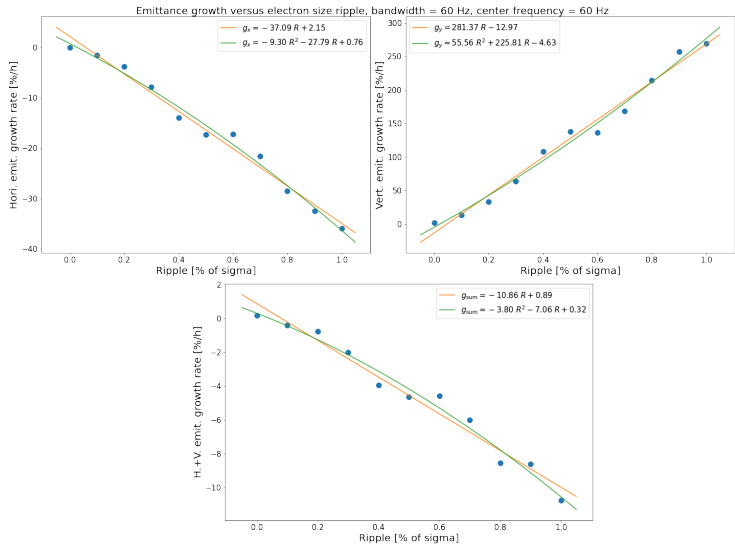 Emittance growth versus electron size ripple, bandwidth = 60 Hz, center frequency = 60 Hz
g_x = − 37.09 R + 2.15
g_x = − 9.30 R² − 27.79 R + 0.76
0
−10
−20
−30
−40
Hori. emit. growth rate [%/h]
0.0 0.2 0.4 0.6 0.8 1.0
Ripple [% of sigma]
g_y = 281.37 R − 12.97
g_y = 55.56 R² + 225.81 R − 4.63
300
250
200
150
100
50
0
Vert. emit. growth rate [%/h]
0.0 0.2 0.4 0.6 0.8 1.0
Ripple [% of sigma]
g_sum = − 10.86 R + 0.89
g_sum = − 3.80 R² − 7.06 R + 0.32
2
0
−2
−4
−6
−8
−10
H.+V. emit. growth rate [%/h]
0.0 0.2 0.4 0.6 0.8 1.0
Ripple [% of sigma]